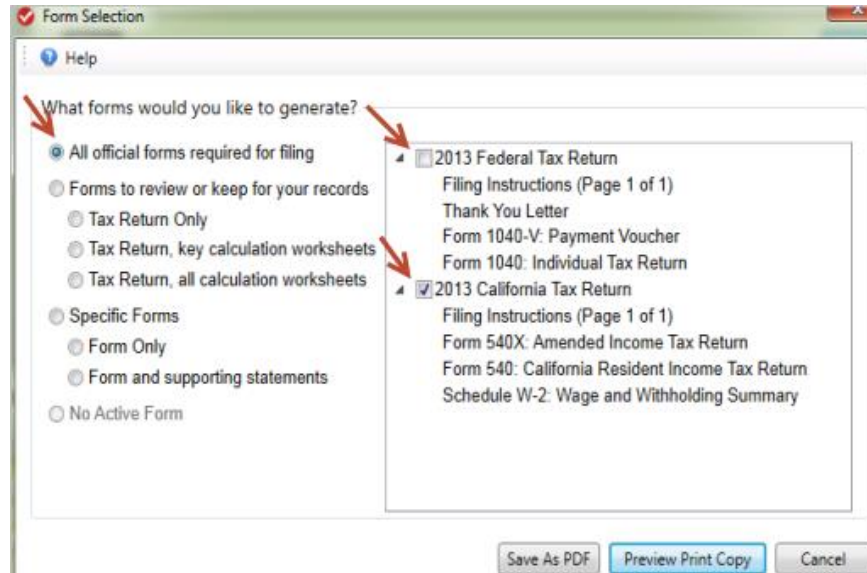 Form Selection
Help
What forms would you like to generate?
All official forms required for filing
Forms to review or keep for your records
Tax Return Only
Tax Return, key calculation worksheets
Tax Return, all calculation worksheets
Specific Forms
Form Only
Form and supporting statements
No Active Form
2013 Federal Tax Return
Filing Instructions (Page 1 of 1)
Thank You Letter
Form 1040-V: Payment Voucher
Form 1040: Individual Tax Return
2013 California Tax Return
Filing Instructions (Page 1 of 1)
Form 540X: Amended Income Tax Return
Form 540: California Resident Income Tax Return
Schedule W-2: Wage and Withholding Summary
Save As PDF
Preview Print Copy
Cancel